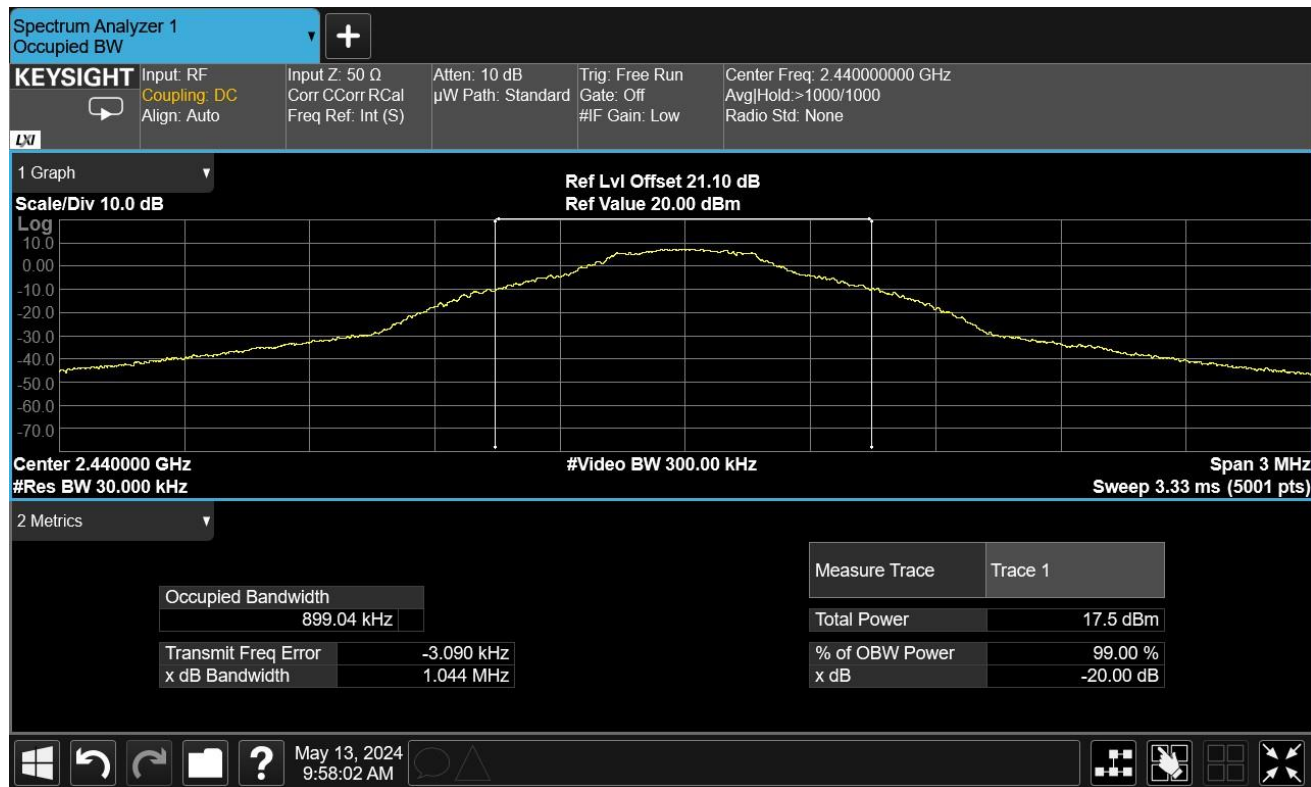 Spectrum Analyzer 1
Occupied BW
KEYSIGHT
LXI
Input: RF
Coupling: DC
Align: Auto
Input Z: 50 Ω
Corr CCorr RCal
Freq Ref: Int (S)
Atten: 10 dB
µW Path: Standard
Trig: Free Run
Gate: Off
#IF Gain: Low
Center Freq: 2.440000000 GHz
Avg|Hold:>1000/1000
Radio Std: None
1 Graph
Scale/Div 10.0 dB
Ref Lvl Offset 21.10 dB
Ref Value 20.00 dBm
Log
10.0
0.00
-10.0
-20.0
-30.0
-40.0
-50.0
-60.0
-70.0
Center 2.440000 GHz
#Video BW 300.00 kHz
Span 3 MHz
#Res BW 30.000 kHz
Sweep 3.33 ms (5001 pts)
2 Metrics
Measure Trace Trace 1
Occupied Bandwidth
899.04 kHz
Total Power 17.5 dBm
Transmit Freq Error -3.090 kHz
% of OBW Power 99.00 %
x dB Bandwidth 1.044 MHz
x dB -20.00 dB
?
May 13, 2024
9:58:02 AM